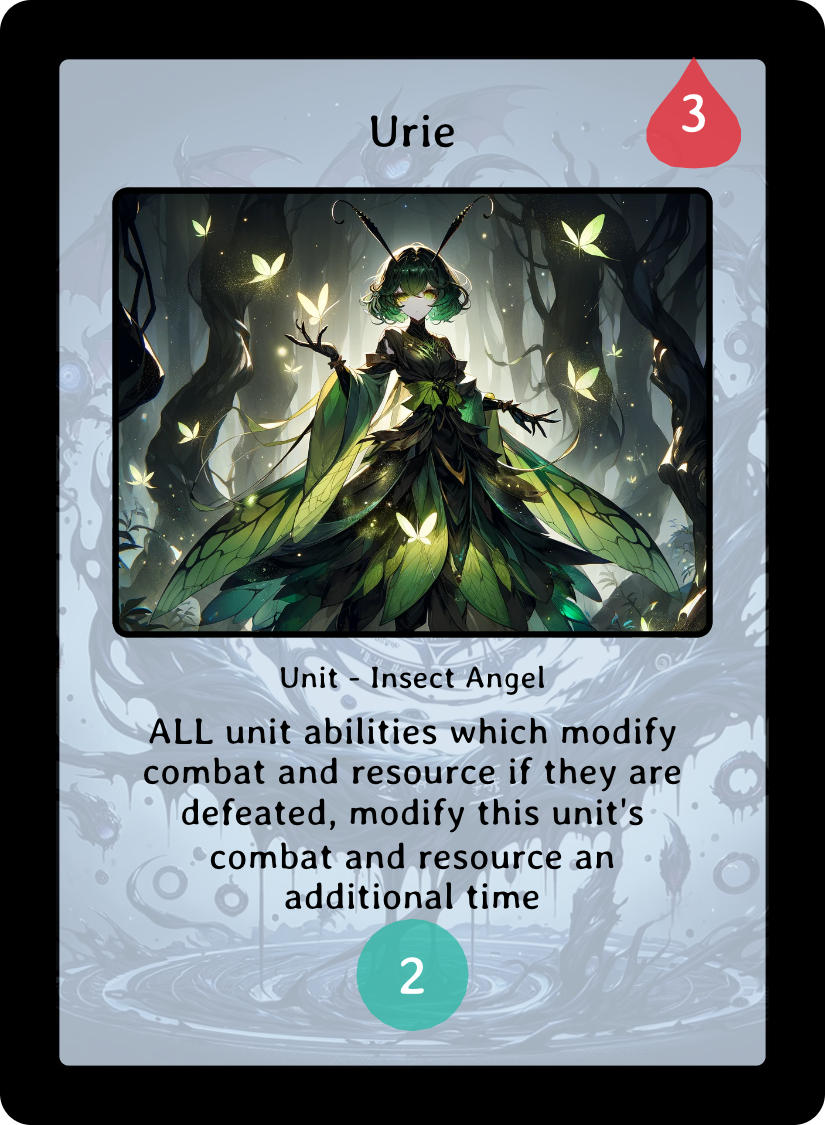 Urie
3
Unit - Insect Angel
ALL unit abilities which modify
combat and resource if they are
defeated, modify this unit's
combat and resource an
additional time
2